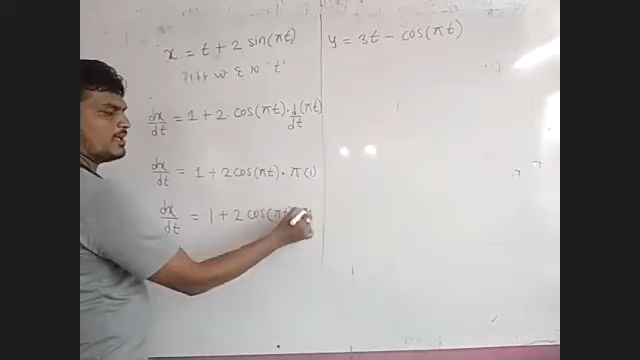 x = t + 2 sin(πt)
Diff w.r.to 't'
dx/dt = 1 + 2·cos(πt)·d/dt(πt)
dx/dt = 1 + 2cos(πt)·π(1)
dx/dt = 1 + 2 cos(πt)
y = 3t − cos(πt)